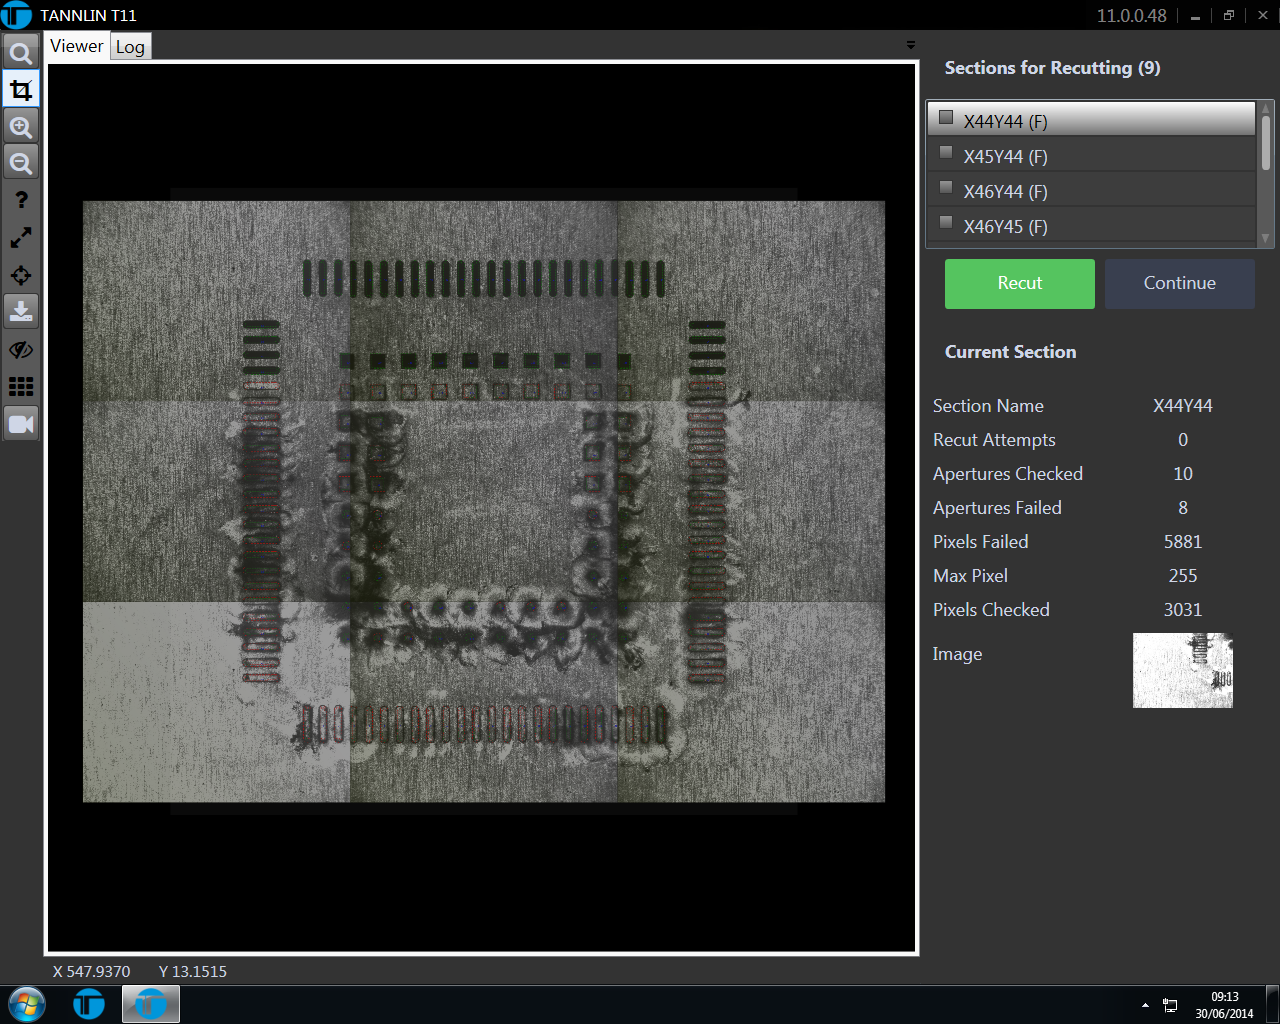 TANNLIN T11
11.0.0.48
Viewer
Log
Sections for Recutting (9)
X44Y44 (F)
X45Y44 (F)
X46Y44 (F)
X46Y45 (F)
Recut
Continue
Current Section
Section Name X44Y44
Recut Attempts 0
Apertures Checked 10
Apertures Failed 8
Pixels Failed 5881
Max Pixel 255
Pixels Checked 3031
Image
X 547.9370 Y 13.1515
09:13
30/06/2014